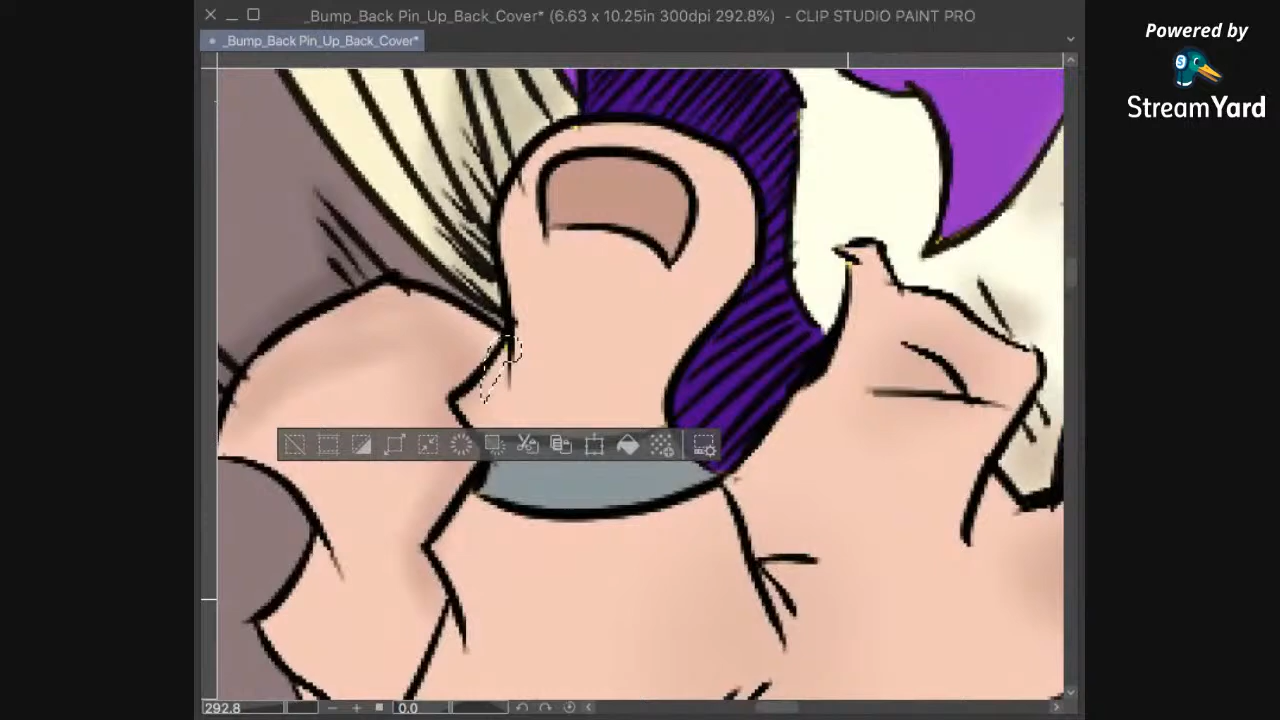 _Bump_Back Pin_Up_Back_Cover* (6.63 x 10.25in 300dpi 292.8%) - CLIP STUDIO PAINT PRO
_Bump_Back Pin_Up_Back_Cover*
Powered by
StreamYard
292.8
0.0